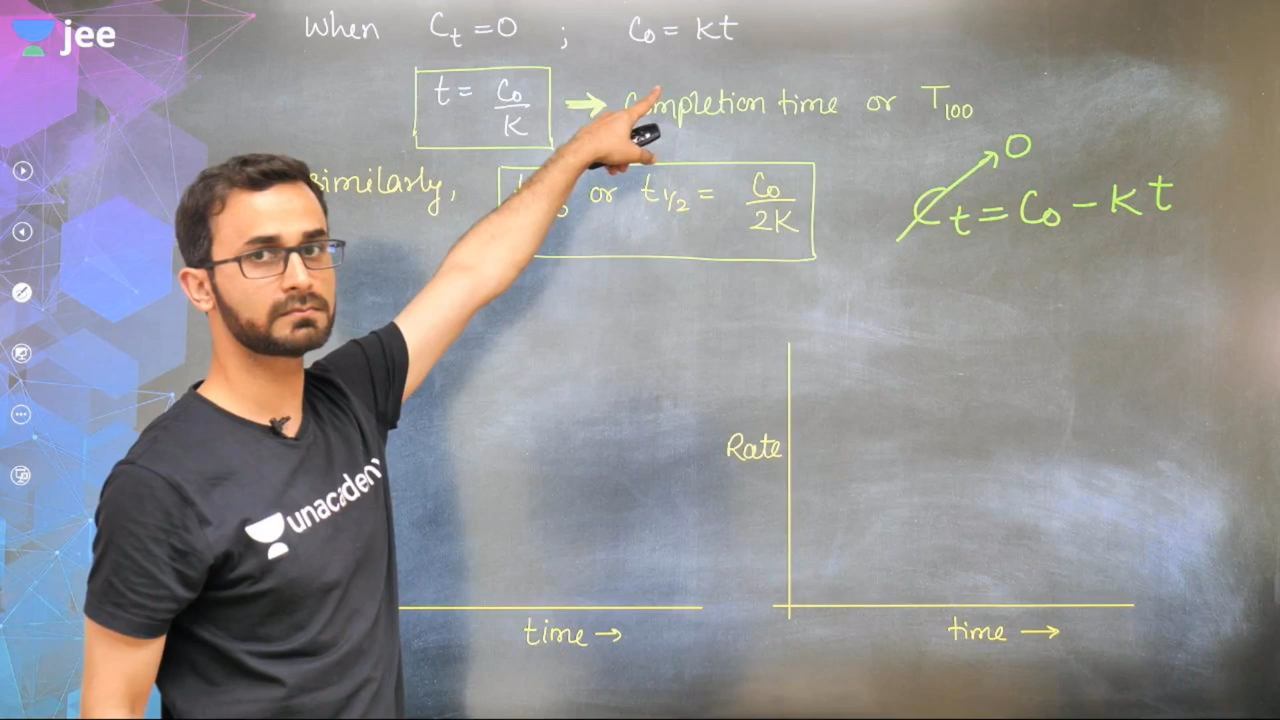 jee
When Ct = 0 ; C0 = Kt
t = C0/K → Completion time or T100
similarly, or t1/2 = C0/2K
0
Ct = C0 - Kt
Rate
time →
time →
unacademy